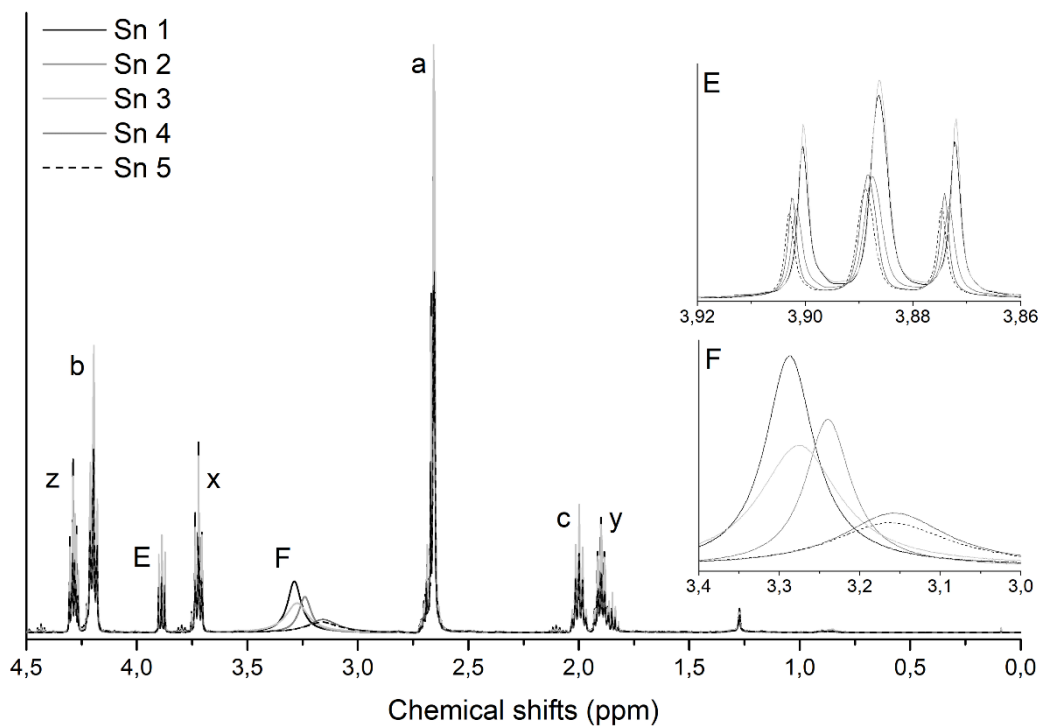 Sn 1
Sn 2
Sn 3
Sn 4
Sn 5
a
b
z
E
x
F
c
y
E
3,92 3,90 3,88 3,86
F
3,4 3,3 3,2 3,1 3,0
4,5 4,0 3,5 3,0 2,5 2,0 1,5 1,0 0,5 0,0
Chemical shifts (ppm)